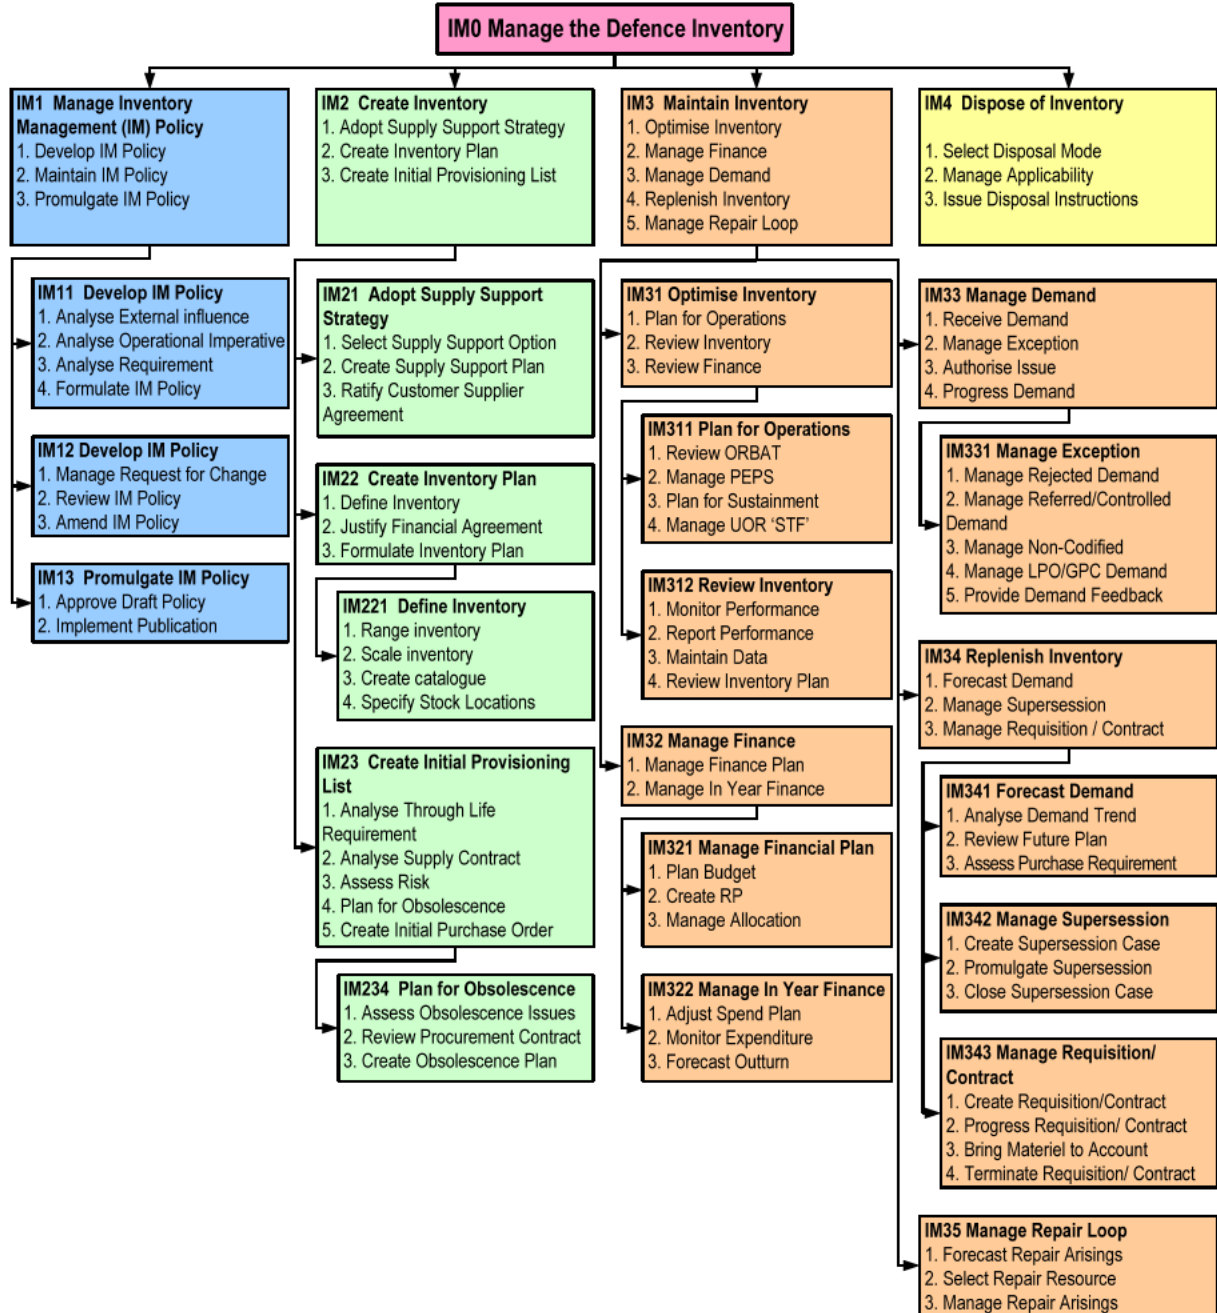 IM0 Manage the Defence Inventory
IM1 Manage Inventory
Management (IM) Policy
1. Develop IM Policy
2. Maintain IM Policy
3. Promulgate IM Policy
IM2 Create Inventory
1. Adopt Supply Support Strategy
2. Create Inventory Plan
3. Create Initial Provisioning List
IM3 Maintain Inventory
1. Optimise Inventory
2. Manage Finance
3. Manage Demand
4. Replenish Inventory
5. Manage Repair Loop
IM4 Dispose of Inventory
1. Select Disposal Mode
2. Manage Applicability
3. Issue Disposal Instructions
IM11 Develop IM Policy
1. Analyse External influence
2. Analyse Operational Imperative
3. Analyse Requirement
4. Formulate IM Policy
IM12 Develop IM Policy
1. Manage Request for Change
2. Review IM Policy
3. Amend IM Policy
IM13 Promulgate IM Policy
1. Approve Draft Policy
2. Implement Publication
IM21 Adopt Supply Support
Strategy
1. Select Supply Support Option
2. Create Supply Support Plan
3. Ratify Customer Supplier
Agreement
IM22 Create Inventory Plan
1. Define Inventory
2. Justify Financial Agreement
3. Formulate Inventory Plan
IM221 Define Inventory
1. Range inventory
2. Scale inventory
3. Create catalogue
4. Specify Stock Locations
IM23 Create Initial Provisioning
List
1. Analyse Through Life
Requirement
2. Analyse Supply Contract
3. Assess Risk
4. Plan for Obsolescence
5. Create Initial Purchase Order
IM234 Plan for Obsolescence
1. Assess Obsolescence Issues
2. Review Procurement Contract
3. Create Obsolescence Plan
IM31 Optimise Inventory
1. Plan for Operations
2. Review Inventory
3. Review Finance
IM311 Plan for Operations
1. Review ORBAT
2. Manage PEPS
3. Plan for Sustainment
4. Manage UOR ‘STF’
IM312 Review Inventory
1. Monitor Performance
2. Report Performance
3. Maintain Data
4. Review Inventory Plan
IM32 Manage Finance
1. Manage Finance Plan
2. Manage In Year Finance
IM321 Manage Financial Plan
1. Plan Budget
2. Create RP
3. Manage Allocation
IM322 Manage In Year Finance
1. Adjust Spend Plan
2. Monitor Expenditure
3. Forecast Outturn
IM33 Manage Demand
1. Receive Demand
2. Manage Exception
3. Authorise Issue
4. Progress Demand
IM331 Manage Exception
1. Manage Rejected Demand
2. Manage Referred/Controlled
Demand
3. Manage Non-Codified
4. Manage LPO/GPC Demand
5. Provide Demand Feedback
IM34 Replenish Inventory
1. Forecast Demand
2. Manage Supersession
3. Manage Requisition / Contract
IM341 Forecast Demand
1. Analyse Demand Trend
2. Review Future Plan
3. Assess Purchase Requirement
IM342 Manage Supersession
1. Create Supersession Case
2. Promulgate Supersession
3. Close Supersession Case
IM343 Manage Requisition/
Contract
1. Create Requisition/Contract
2. Progress Requisition/ Contract
3. Bring Materiel to Account
4. Terminate Requisition/ Contract
IM35 Manage Repair Loop
1. Forecast Repair Arisings
2. Select Repair Resource
3. Manage Repair Arisings